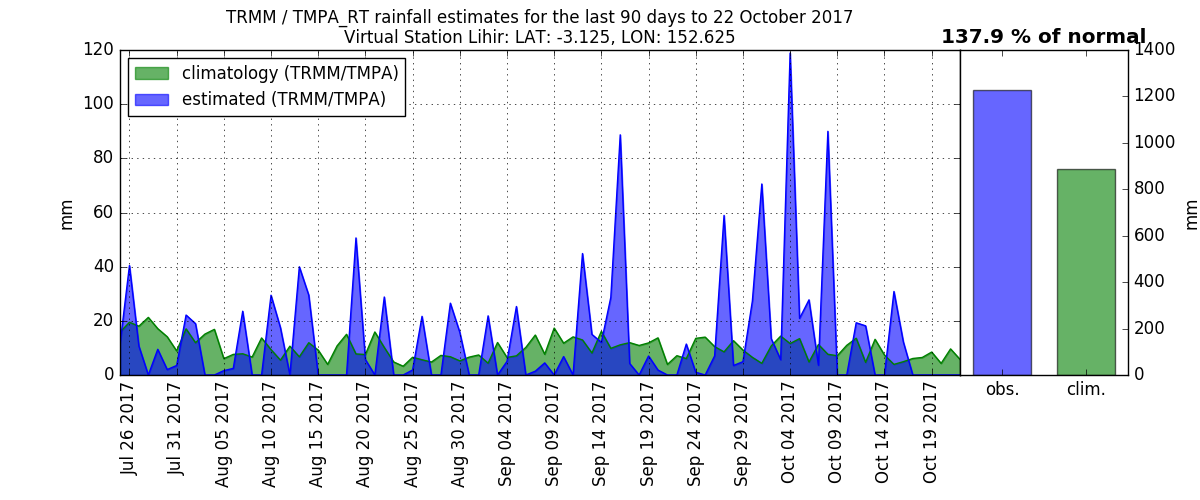 TRMM / TMPA_RT rainfall estimates for the last 90 days to 22 October 2017
Virtual Station Lihir: LAT: -3.125, LON: 152.625
137.9 % of normal
climatology (TRMM/TMPA)
estimated (TRMM/TMPA)
mm
120
100
80
60
40
20
0
Jul 26 2017
Jul 31 2017
Aug 05 2017
Aug 10 2017
Aug 15 2017
Aug 20 2017
Aug 25 2017
Aug 30 2017
Sep 04 2017
Sep 09 2017
Sep 14 2017
Sep 19 2017
Sep 24 2017
Sep 29 2017
Oct 04 2017
Oct 09 2017
Oct 14 2017
Oct 19 2017
obs.
clim.
1400
1200
1000
800
600
400
200
0
mm